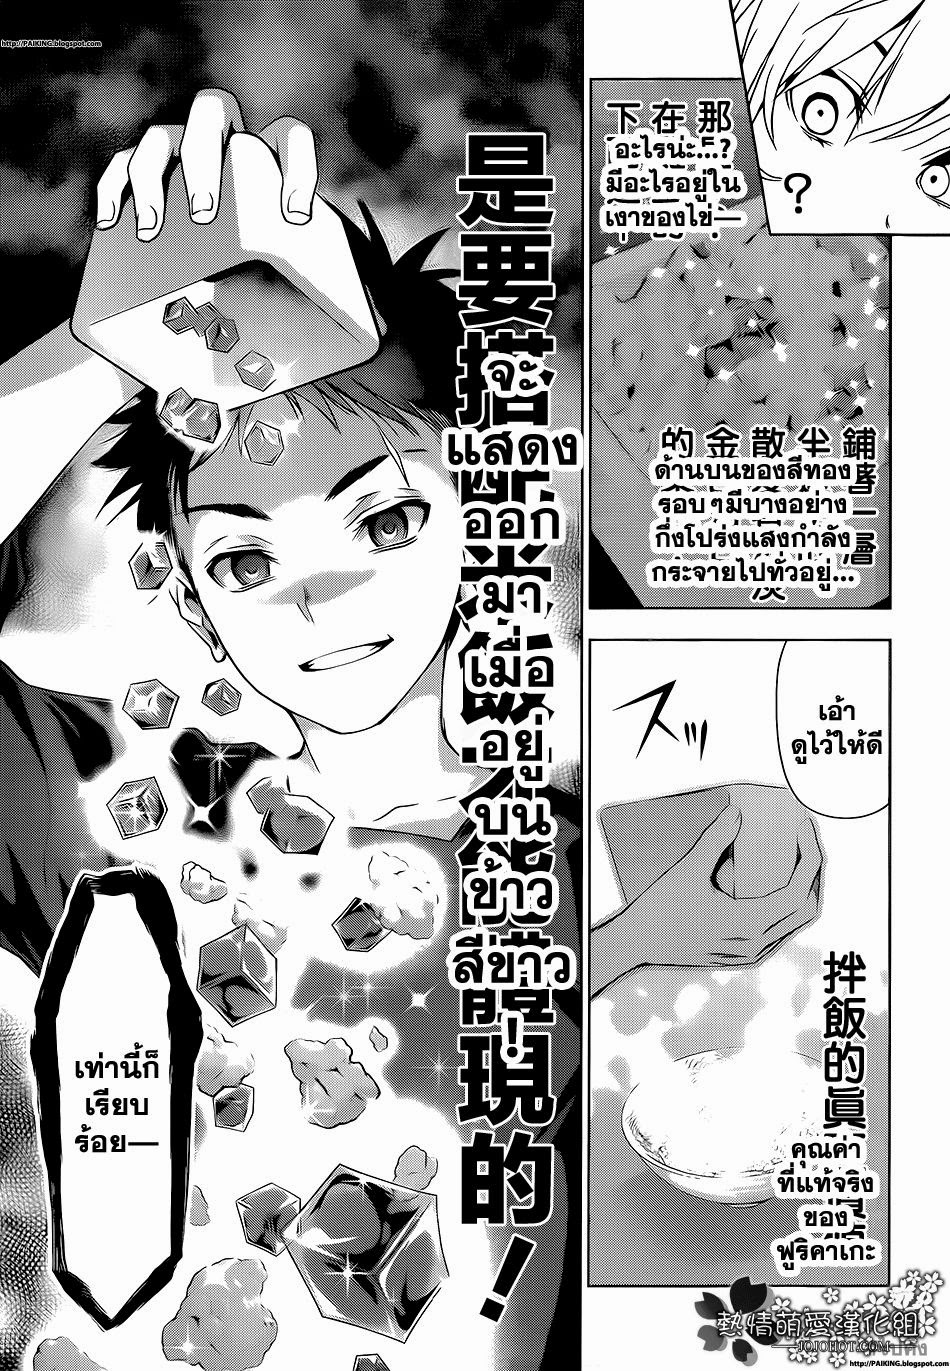 http://PAIKING.blogspot.com
那在下
อะไรน่ะ...?
มีอะไรอยู่ใน
เงาของไข่—
?
鋪 半 散 金 的
ด้านบนของสีทอง
รอบๆมีบางอย่าง
กึ่งโปร่งแสงกำลัง
กระจายไปทั่วอยู่...
เอ้า
ดูไว้ให้ดี
スッ
拌飯的真
คุณค่า
ที่แท้จริง
ของ
ฟูริคาเกะ
是要搭配
體現的!
จะ
แสดง
ออก
มา
เมื่อ
อยู่
บน
ข้าว
สีขาว
!
เท่านี้ก็
เรียบ
ร้อย—
熱情萌愛漢化組
JOJOHOT.COM
http://PAIKING.blogspot.com